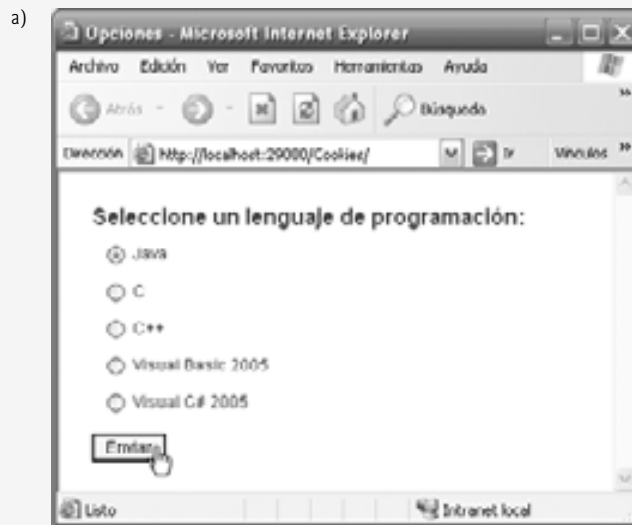 a)
Opciones - Microsoft Internet Explorer
Archivo Edición Ver Favoritos Herramientas Ayuda
Atrás Búsqueda
Dirección http://localhost:29000/Cookies/ Ir Vínculos
Seleccione un lenguaje de programación:
Java
C
C++
Visual Basic 2005
Visual C# 2005
Enviar
Listo Intranet local